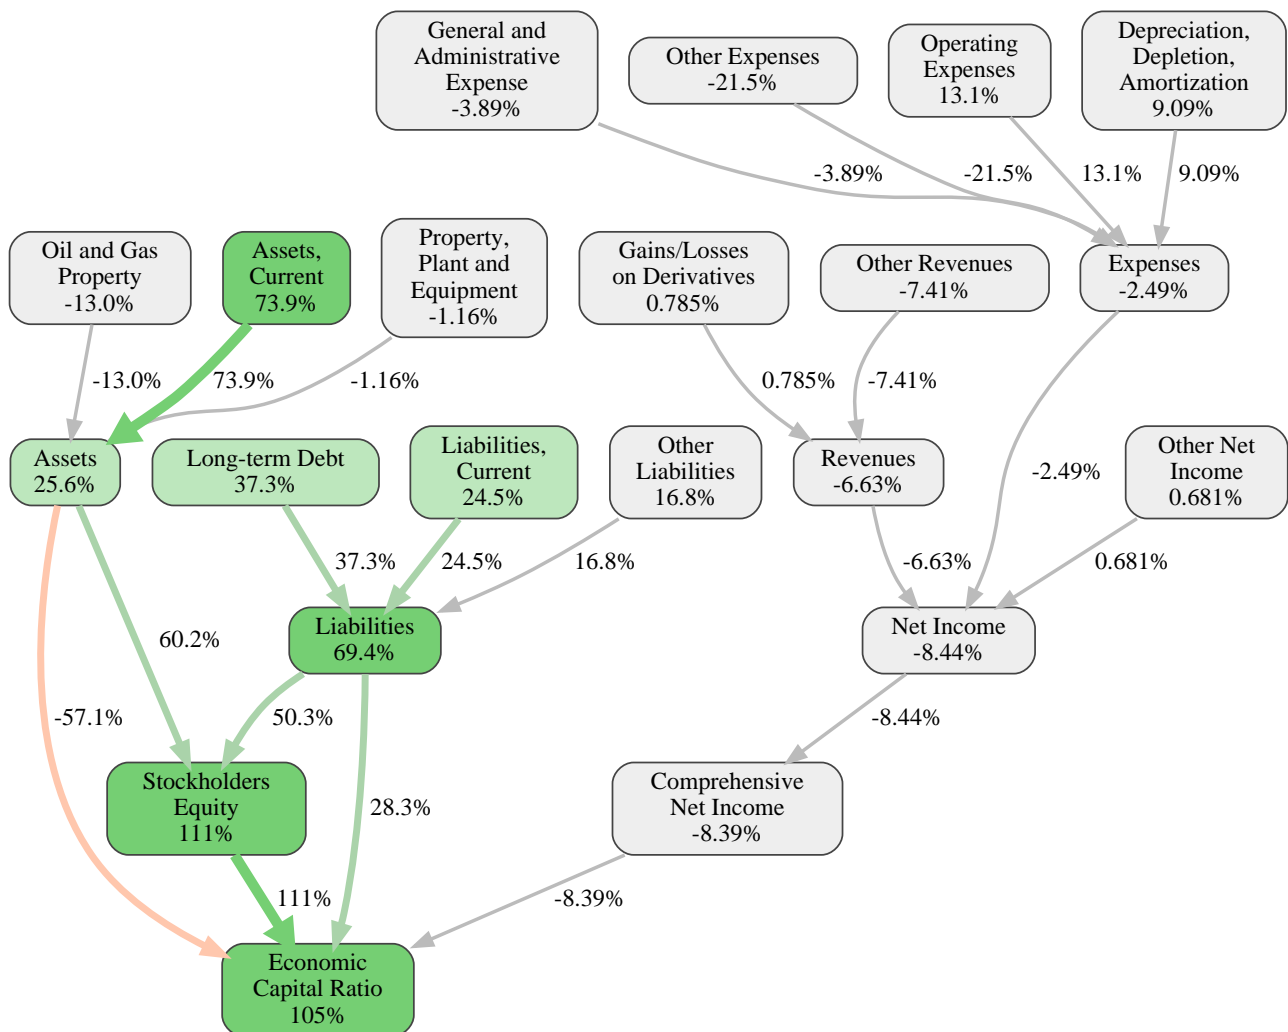 General and
Administrative
Expense
-3.89%
Other Expenses
-21.5%
Operating
Expenses
13.1%
Depreciation,
Depletion,
Amortization
9.09%
-3.89%
-21.5%
13.1%
9.09%
Oil and Gas
Property
-13.0%
Assets,
Current
73.9%
Property,
Plant and
Equipment
-1.16%
Gains/Losses
on Derivatives
0.785%
Other Revenues
-7.41%
Expenses
-2.49%
-13.0%
73.9%
-1.16%
0.785%
-7.41%
Assets
25.6%
Long-term Debt
37.3%
Liabilities,
Current
24.5%
Other
Liabilities
16.8%
Revenues
-6.63%
-2.49%
Other Net
Income
0.681%
37.3%
24.5%
16.8%
-6.63%
0.681%
60.2%
Liabilities
69.4%
Net Income
-8.44%
-57.1%
50.3%
-8.44%
Stockholders
Equity
111%
28.3%
Comprehensive
Net Income
-8.39%
111%
-8.39%
Economic
Capital Ratio
105%